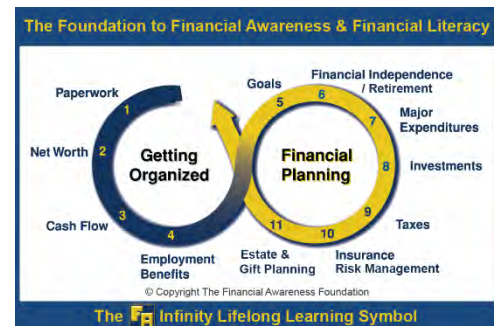 The Foundation to Financial Awareness & Financial Literacy
Paperwork
1
Net Worth
2
Cash Flow
3
Employment
Benefits
4
Getting
Organized
Goals
5
Financial Independence
/ Retirement
6
Major
Expenditures
7
Investments
8
Taxes
9
Insurance
Risk Management
10
Estate &
Gift Planning
11
Financial
Planning
© Copyright The Financial Awareness Foundation
The FA Infinity Lifelong Learning Symbol